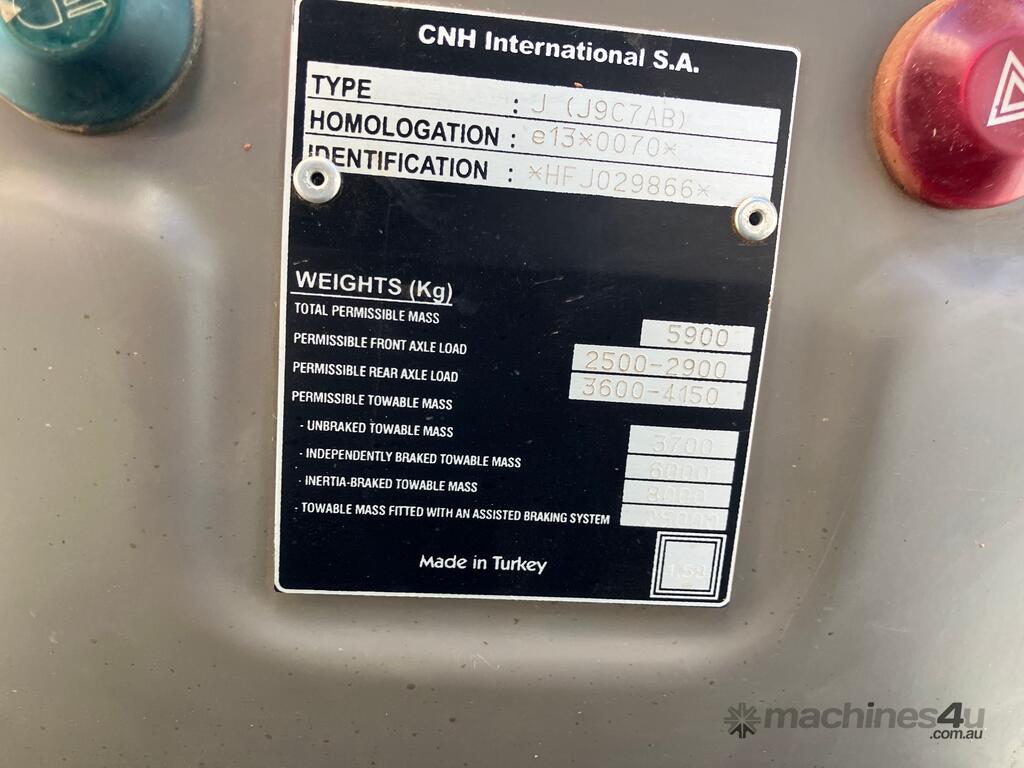 CNH International S.A.
TYPE : J (J9C7AB)
HOMOLOGATION : e13*0070*
IDENTIFICATION : *HFJ029866*
WEIGHTS (Kg)
TOTAL PERMISSIBLE MASS 5900
PERMISSIBLE FRONT AXLE LOAD 2500-2900
PERMISSIBLE REAR AXLE LOAD 3600-4150
PERMISSIBLE TOWABLE MASS
- UNBRAKED TOWABLE MASS 3700
- INDEPENDENTLY BRAKED TOWABLE MASS 6000
- INERTIA-BRAKED TOWABLE MASS 8000
- TOWABLE MASS FITTED WITH AN ASSISTED BRAKING SYSTEM
Made in Turkey
machines4u
.com.au